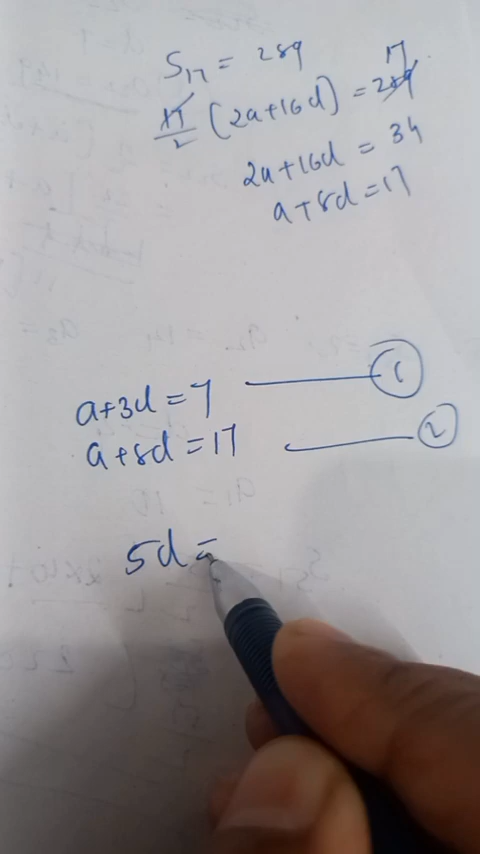 S₁₇ = 289
17/2 (2a+16d) = 289 17
2a+16d = 34
a+8d = 17
a+3d = 7 ①
a+8d = 17 ②
5d =